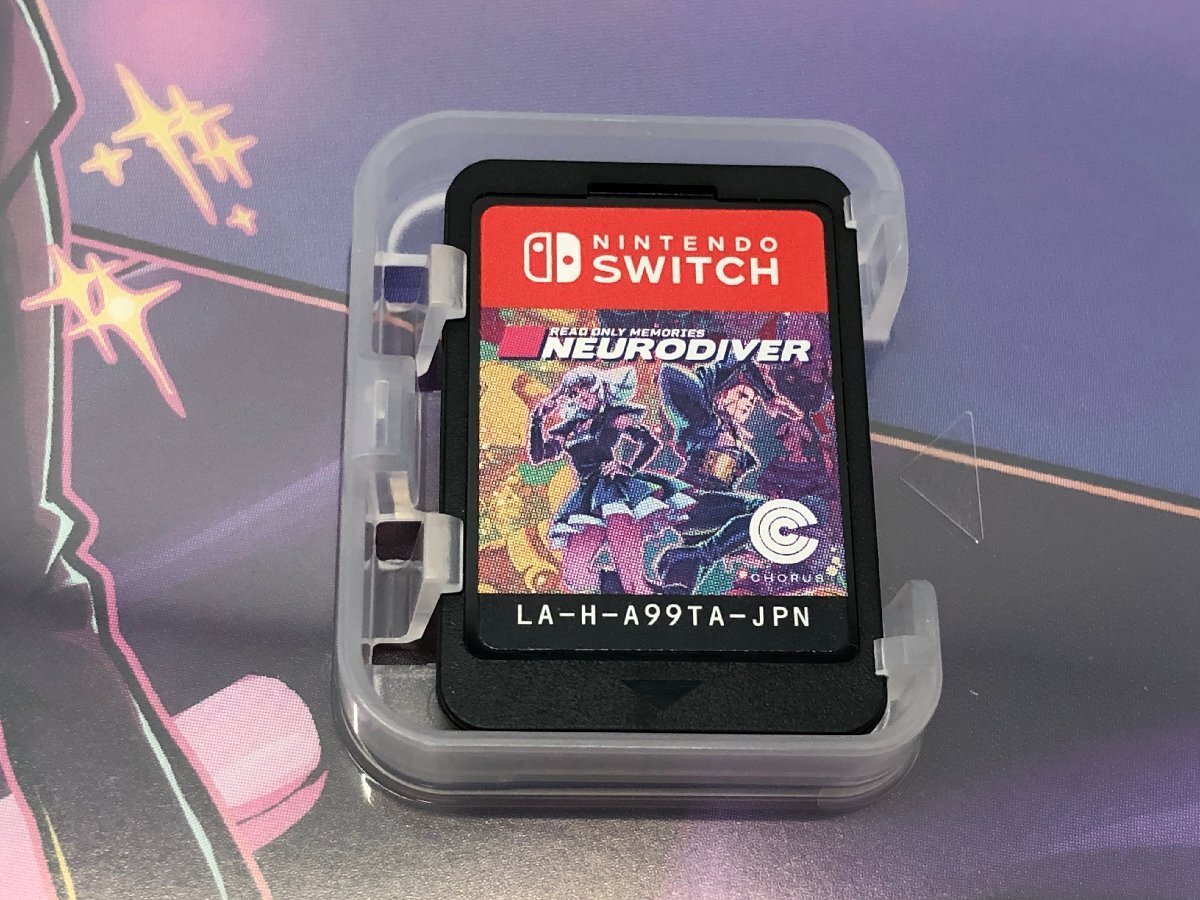 NINTENDO
SWITCH
READ ONLY MEMORIES
NEURODIVER
CHORUS
LA-H-A99TA-JPN